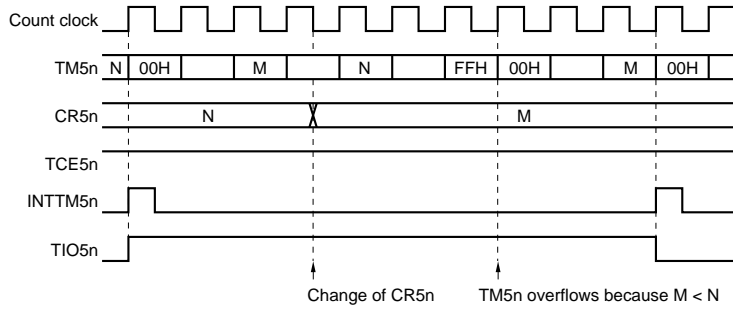 Count clock
TM5n N 00H M N FFH 00H M 00H
CR5n N M
TCE5n
INTTM5n
TIO5n
Change of CR5n TM5n overflows because M < N